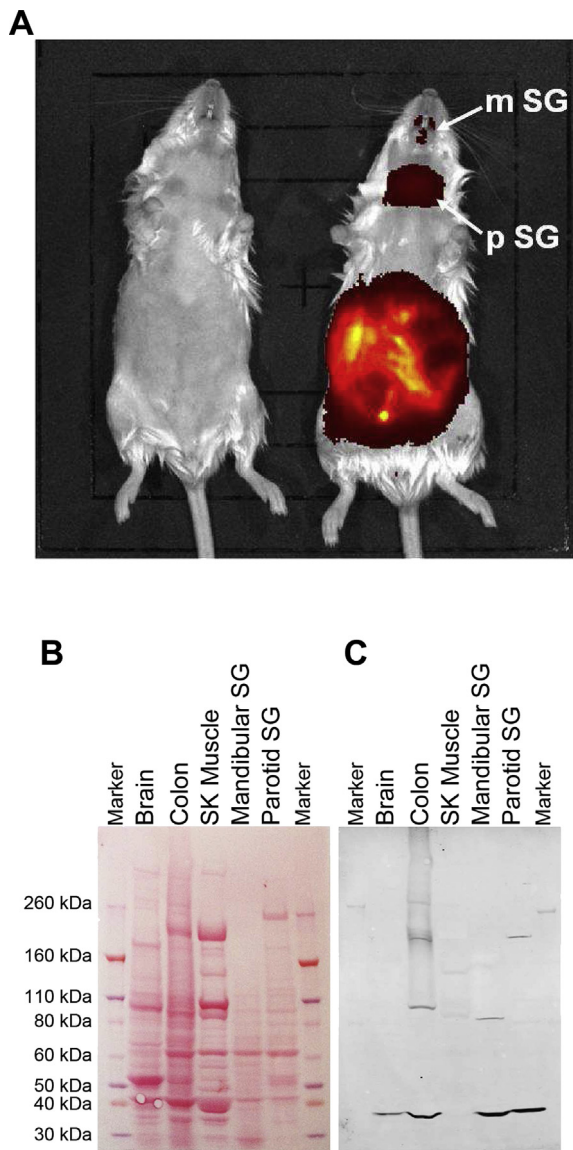 A
m SG
p SG
B
Marker
Brain
Colon
SK Muscle
Mandibular SG
Parotid SG
Marker
C
Marker
Brain
Colon
SK Muscle
Mandibular SG
Parotid SG
Marker
260 kDa
160 kDa
110 kDa
80 kDa
60 kDa
50 kDa
40 kDa
30 kDa